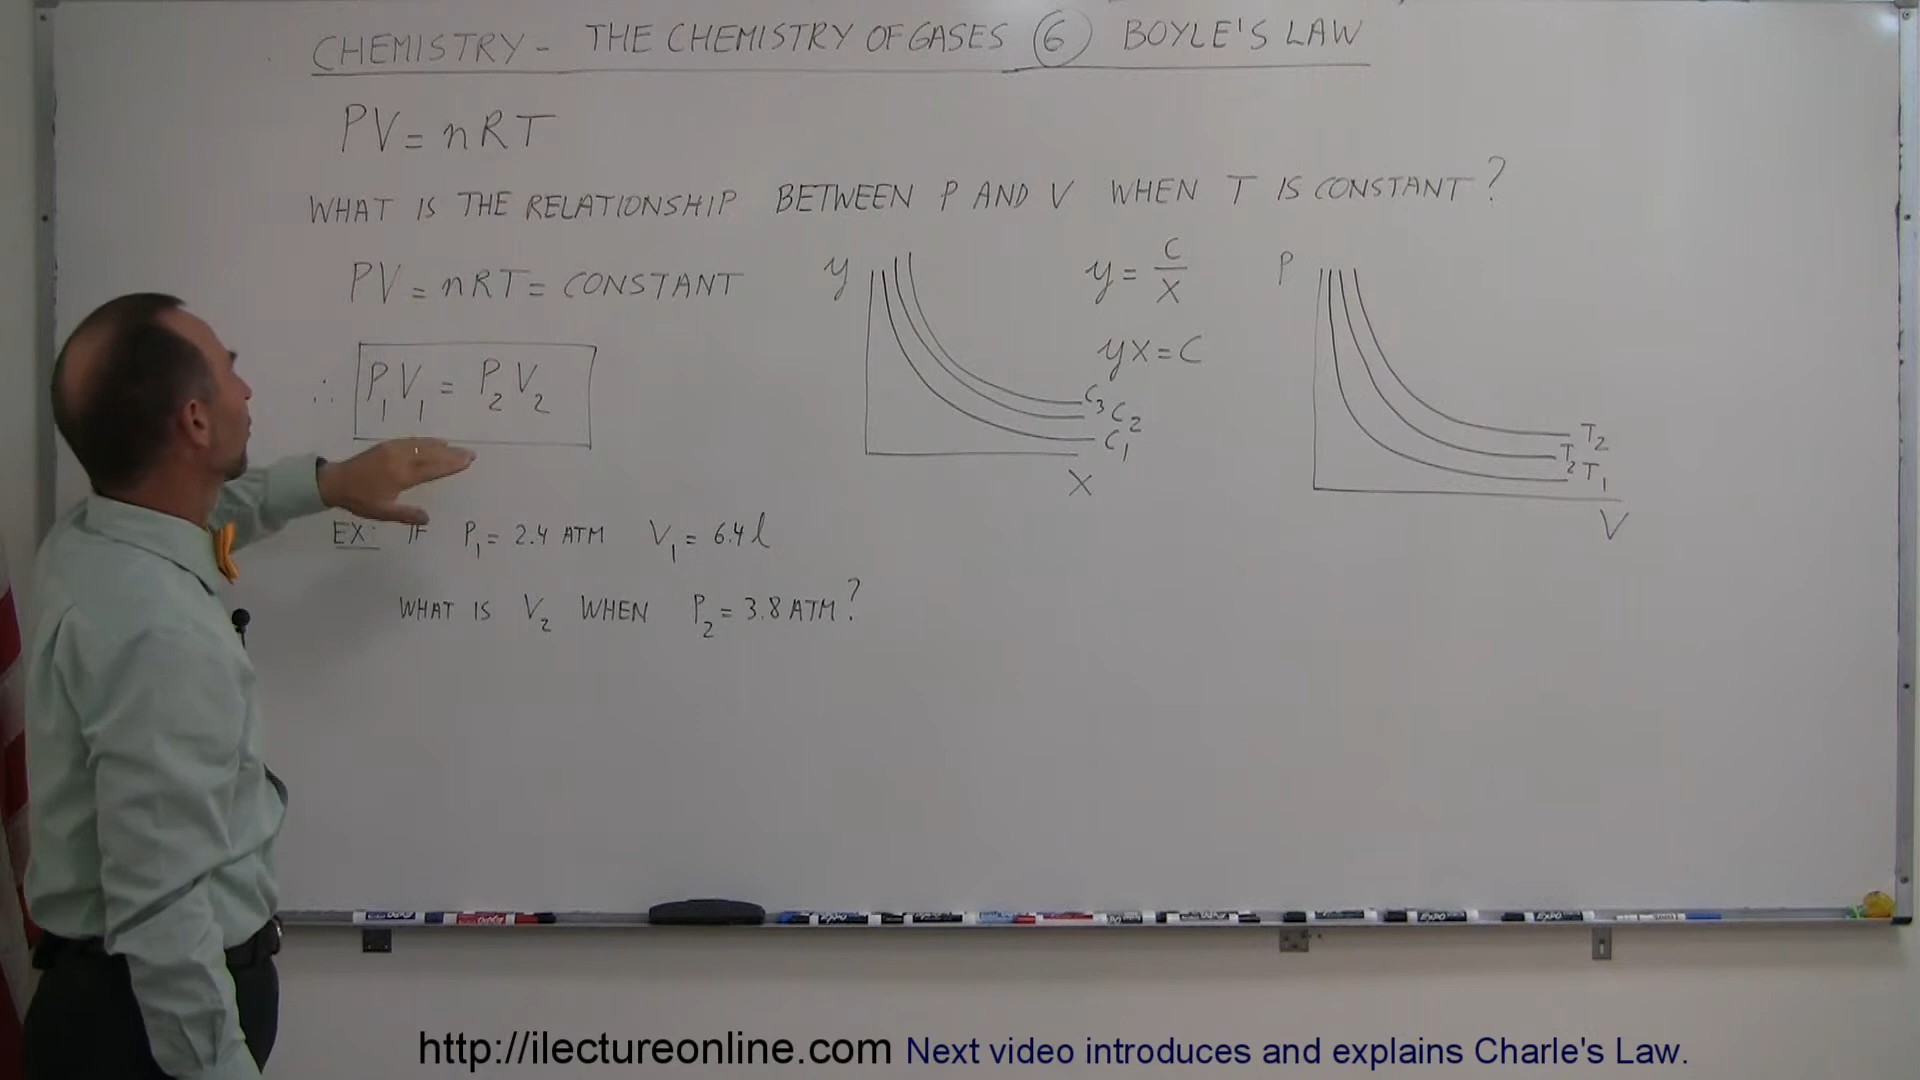 CHEMISTRY - THE CHEMISTRY OF GASES 6 BOYLE'S LAW
PV = nRT
WHAT IS THE RELATIONSHIP BETWEEN P AND V WHEN T IS CONSTANT?
PV = nRT = CONSTANT
∴ P₁V₁ = P₂V₂
y
y = C/X
yX = C
C₃
C₂
C₁
X
P
T₂
T₂
T₁
V
EX: IF P₁ = 2.4 ATM V₁ = 6.4 l
WHAT IS V₂ WHEN P₂ = 3.8 ATM?
EXPO
EXPO
http://ilectureonline.com Next video introduces and explains Charle's Law.